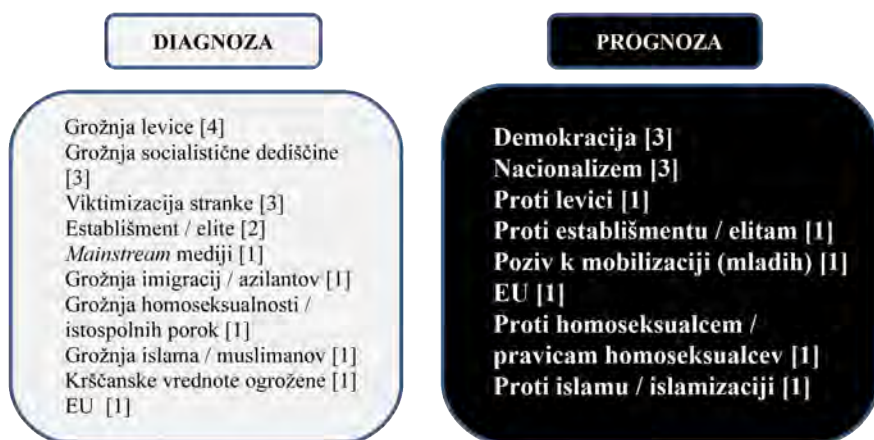 DIAGNOZA
Grožnja levice [4]
Grožnja socialistične dediščine
[3]
Viktimizacija stranke [3]
Establišment / elite [2]
Mainstream mediji [1]
Grožnja imigracij / azilantov [1]
Grožnja homoseksualnosti /
istospolnih porok [1]
Grožnja islama / muslimanov [1]
Krščanske vrednote ogrožene [1]
EU [1]
PROGNOZA
Demokracija [3]
Nacionalizem [3]
Proti levici [1]
Proti establišmentu / elitam [1]
Poziv k mobilizaciji (mladih) [1]
EU [1]
Proti homoseksualcem /
pravicam homoseksualcev [1]
Proti islamu / islamizaciji [1]